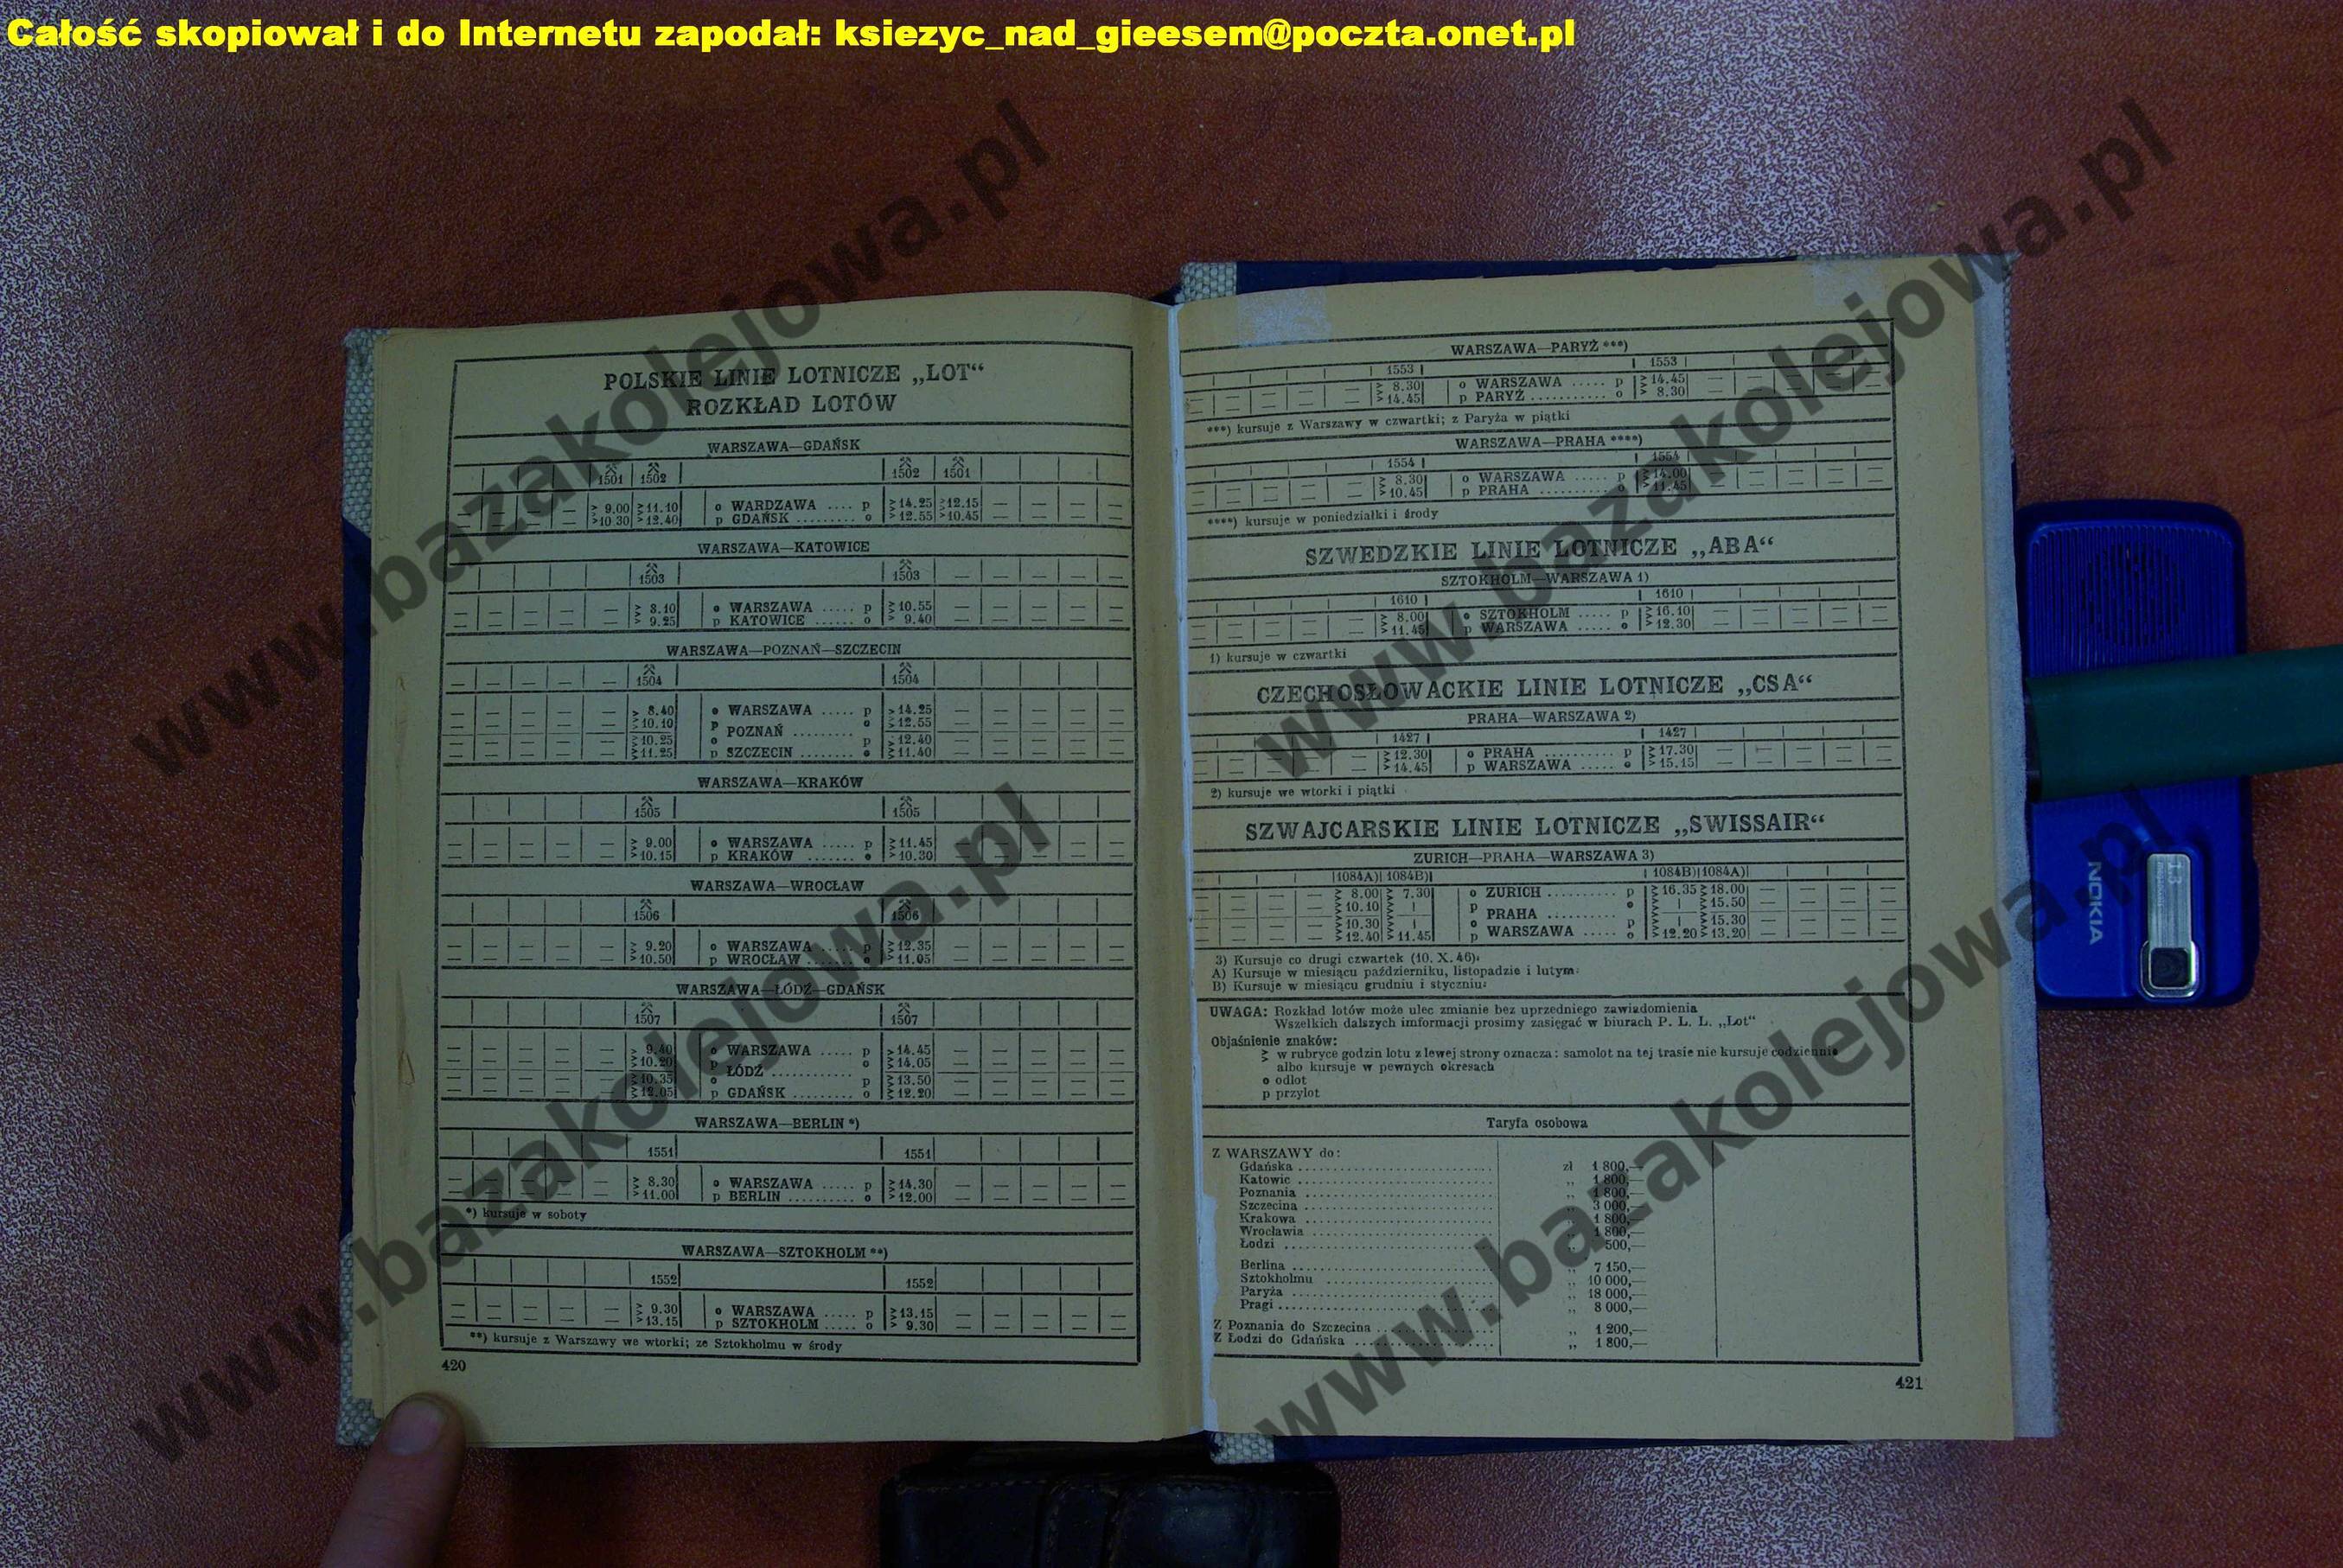 Całość skopiował i do Internetu zapodał: ksiezyc_nad_gieesem@poczta.onet.pl
POLSKIE LINIE LOTNICZE „LOT“
ROZKŁAD LOTÓW
WARSZAWA—GDAŃSK
1501 1502 1502 1501
> 9.00 >11.10 o WARDZAWA .... p >14.25 >12.15
>10 30 >12.40 p GDAŃSK ......... o >12.55 >10.45
WARSZAWA—KATOWICE
1503 1503
> 8.10 o WARSZAWA ..... p >10.55
> 9.25 p KATOWICE ...... o > 9.40
WARSZAWA—POZNAŃ—SZCZECIN
1504 1504
> 8.40 o WARSZAWA ..... p >14.25
>10.10 p POZNAŃ ......... o >12.55
>10.25 o p >12.40
>11.25 p SZCZECIN ........ o >11.40
WARSZAWA—KRAKÓW
1505 1505
> 9.00 o WARSZAWA ..... p >11.45
>10.15 p KRAKÓW ....... o >10.30
WARSZAWA—WROCŁAW
1506 1506
> 9.20 o WARSZAWA ..... p >12.35
>10.50 p WROCŁAW ....... o >11.05
WARSZAWA—ŁÓDŹ—GDAŃSK
1507 1507
> 9.40 o WARSZAWA ..... p >14.45
>10.20 p ŁÓDŹ ............ o >14.05
>10.35 o p >13.50
>12.05 p GDAŃSK ......... o >12.20
WARSZAWA—BERLIN *)
1551 1551
> 8.30 o WARSZAWA ..... p >14.30
>11.00 p BERLIN .......... o >12.00
*) kursuje w soboty
WARSZAWA—SZTOKHOLM **)
1552 1552
> 9.30 o WARSZAWA ..... p >13.15
>13.15 p SZTOKHOLM ..... o > 9.30
**) kursuje z Warszawy we wtorki; ze Sztokholmu w środy
420
WARSZAWA—PARYŻ ***)
1553 1553
> 8.30 o WARSZAWA ..... p >14.45
>14.45 p PARYŻ ........... o > 8.30
***) kursuje z Warszawy w czwartki; z Paryża w piątki
WARSZAWA—PRAHA ****)
1554 1554
> 8.30 o WARSZAWA ..... p >14.00
>10.45 p PRAHA .......... o >11.45
****) kursuje w poniedziałki i środy
SZWEDZKIE LINIE LOTNICZE „ABA“
SZTOKHOLM—WARSZAWA 1)
1610 1610
> 8.00 o SZTOKHOLM ..... p >16.10
>11.45 p WARSZAWA ..... o >12.30
1) kursuje w czwartki
CZECHOSŁOWACKIE LINIE LOTNICZE „CSA“
PRAHA—WARSZAWA 2)
1427 1427
>12.30 o PRAHA .......... p >17.30
>14.45 p WARSZAWA ..... o >15.15
2) kursuje we wtorki i piątki
SZWAJCARSKIE LINIE LOTNICZE „SWISSAIR“
ZURICH—PRAHA—WARSZAWA 3)
1084A) 1084B) 1084B) 1084A)
> 8.00 > 7.30 o ZURICH .......... p >16.35 >18.00
>10.10 > | p PRAHA .......... o > | >15.50
>10.30 > | o p > | >15.30
>12.40 >11.45 p WARSZAWA ..... o >12.20 >13.20
3) Kursuje co drugi czwartek (10. X. 46)
A) Kursuje w miesiącu październiku, listopadzie i lutym
B) Kursuje w miesiącu grudniu i styczniu
UWAGA: Rozkład lotów może ulec zmianie bez uprzedniego zawiadomienia
Wszelkich dalszych imformacji prosimy zasięgać w biurach P. L. L. „Lot“
Objaśnienie znaków:
> w rubryce godzin lotu z lewej strony oznacza: samolot na tej trasie nie kursuje codziennie
albo kursuje w pewnych okresach
o odlot
p przylot
Taryfa osobowa
Z WARSZAWY do:
Gdańska .......... zł 1 800,—
Katowic .......... „ 1 800,—
Poznania .......... „ 1 800,—
Szczecina .......... „ 3 000,—
Krakowa .......... „ 1 800,—
Wrocławia .......... „ 1 800,—
Łodzi .......... „ 500,—
Berlina .......... „ 7 150,—
Sztokholmu .......... „ 10 000,—
Paryża .......... „ 18 000,—
Pragi .......... „ 8 000,—
Z Poznania do Szczecina .......... „ 1 200,—
Z Łodzi do Gdańska .......... „ 1 800,—
421
NOKIA
www.bazakolejowa.pl
www.bazakolejowa.pl
www.bazakolejowa.pl
www.bazakolejowa.pl